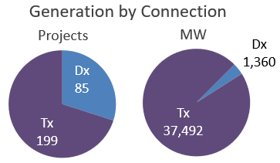 Generation by Connection
Projects
MW
Dx
85
Tx
199
Dx
1,360
Tx
37,492